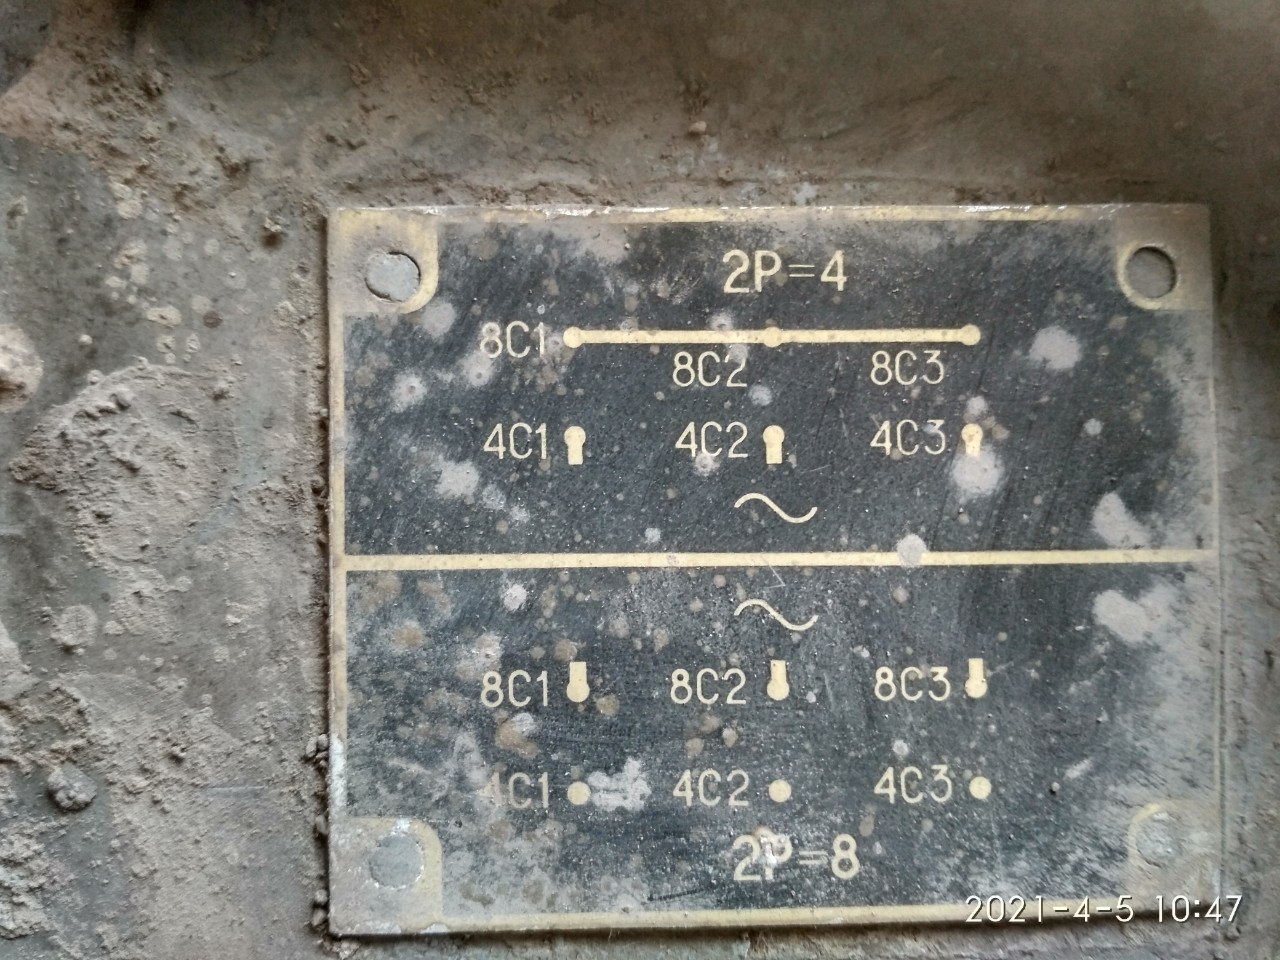 2P=4
8C1
8C2 8C3
4C1 4C2 4C3
~
~
8C1 8C2 8C3
4C1 4C2 4C3
2P=8
2021-4-5 10:47